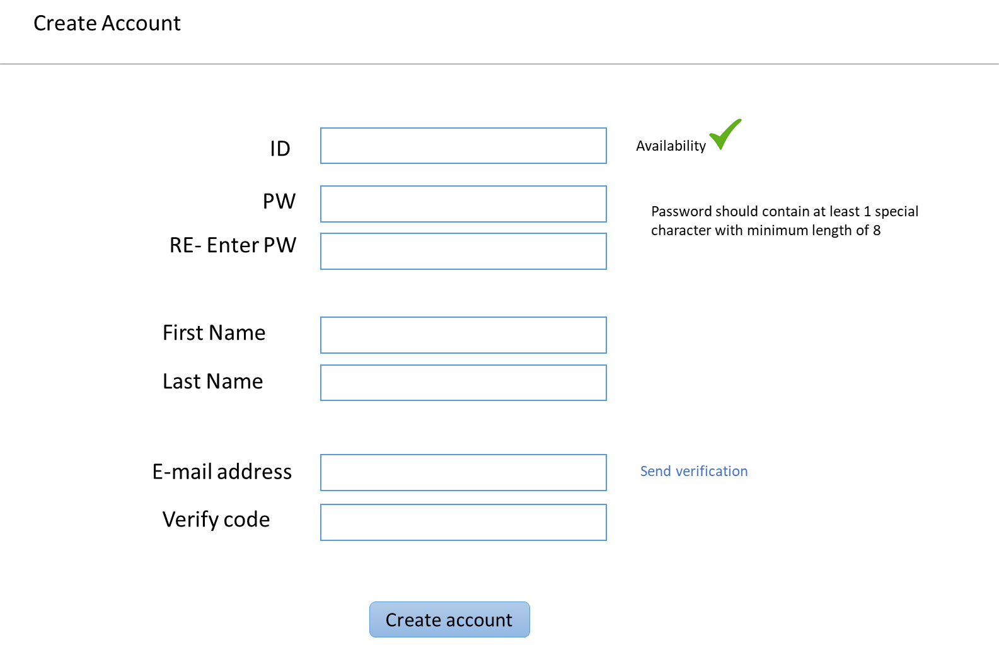 Create Account
ID
Availability
PW
Password should contain at least 1 special
character with minimum length of 8
RE- Enter PW
First Name
Last Name
E-mail address
Send verification
Verify code
Create account